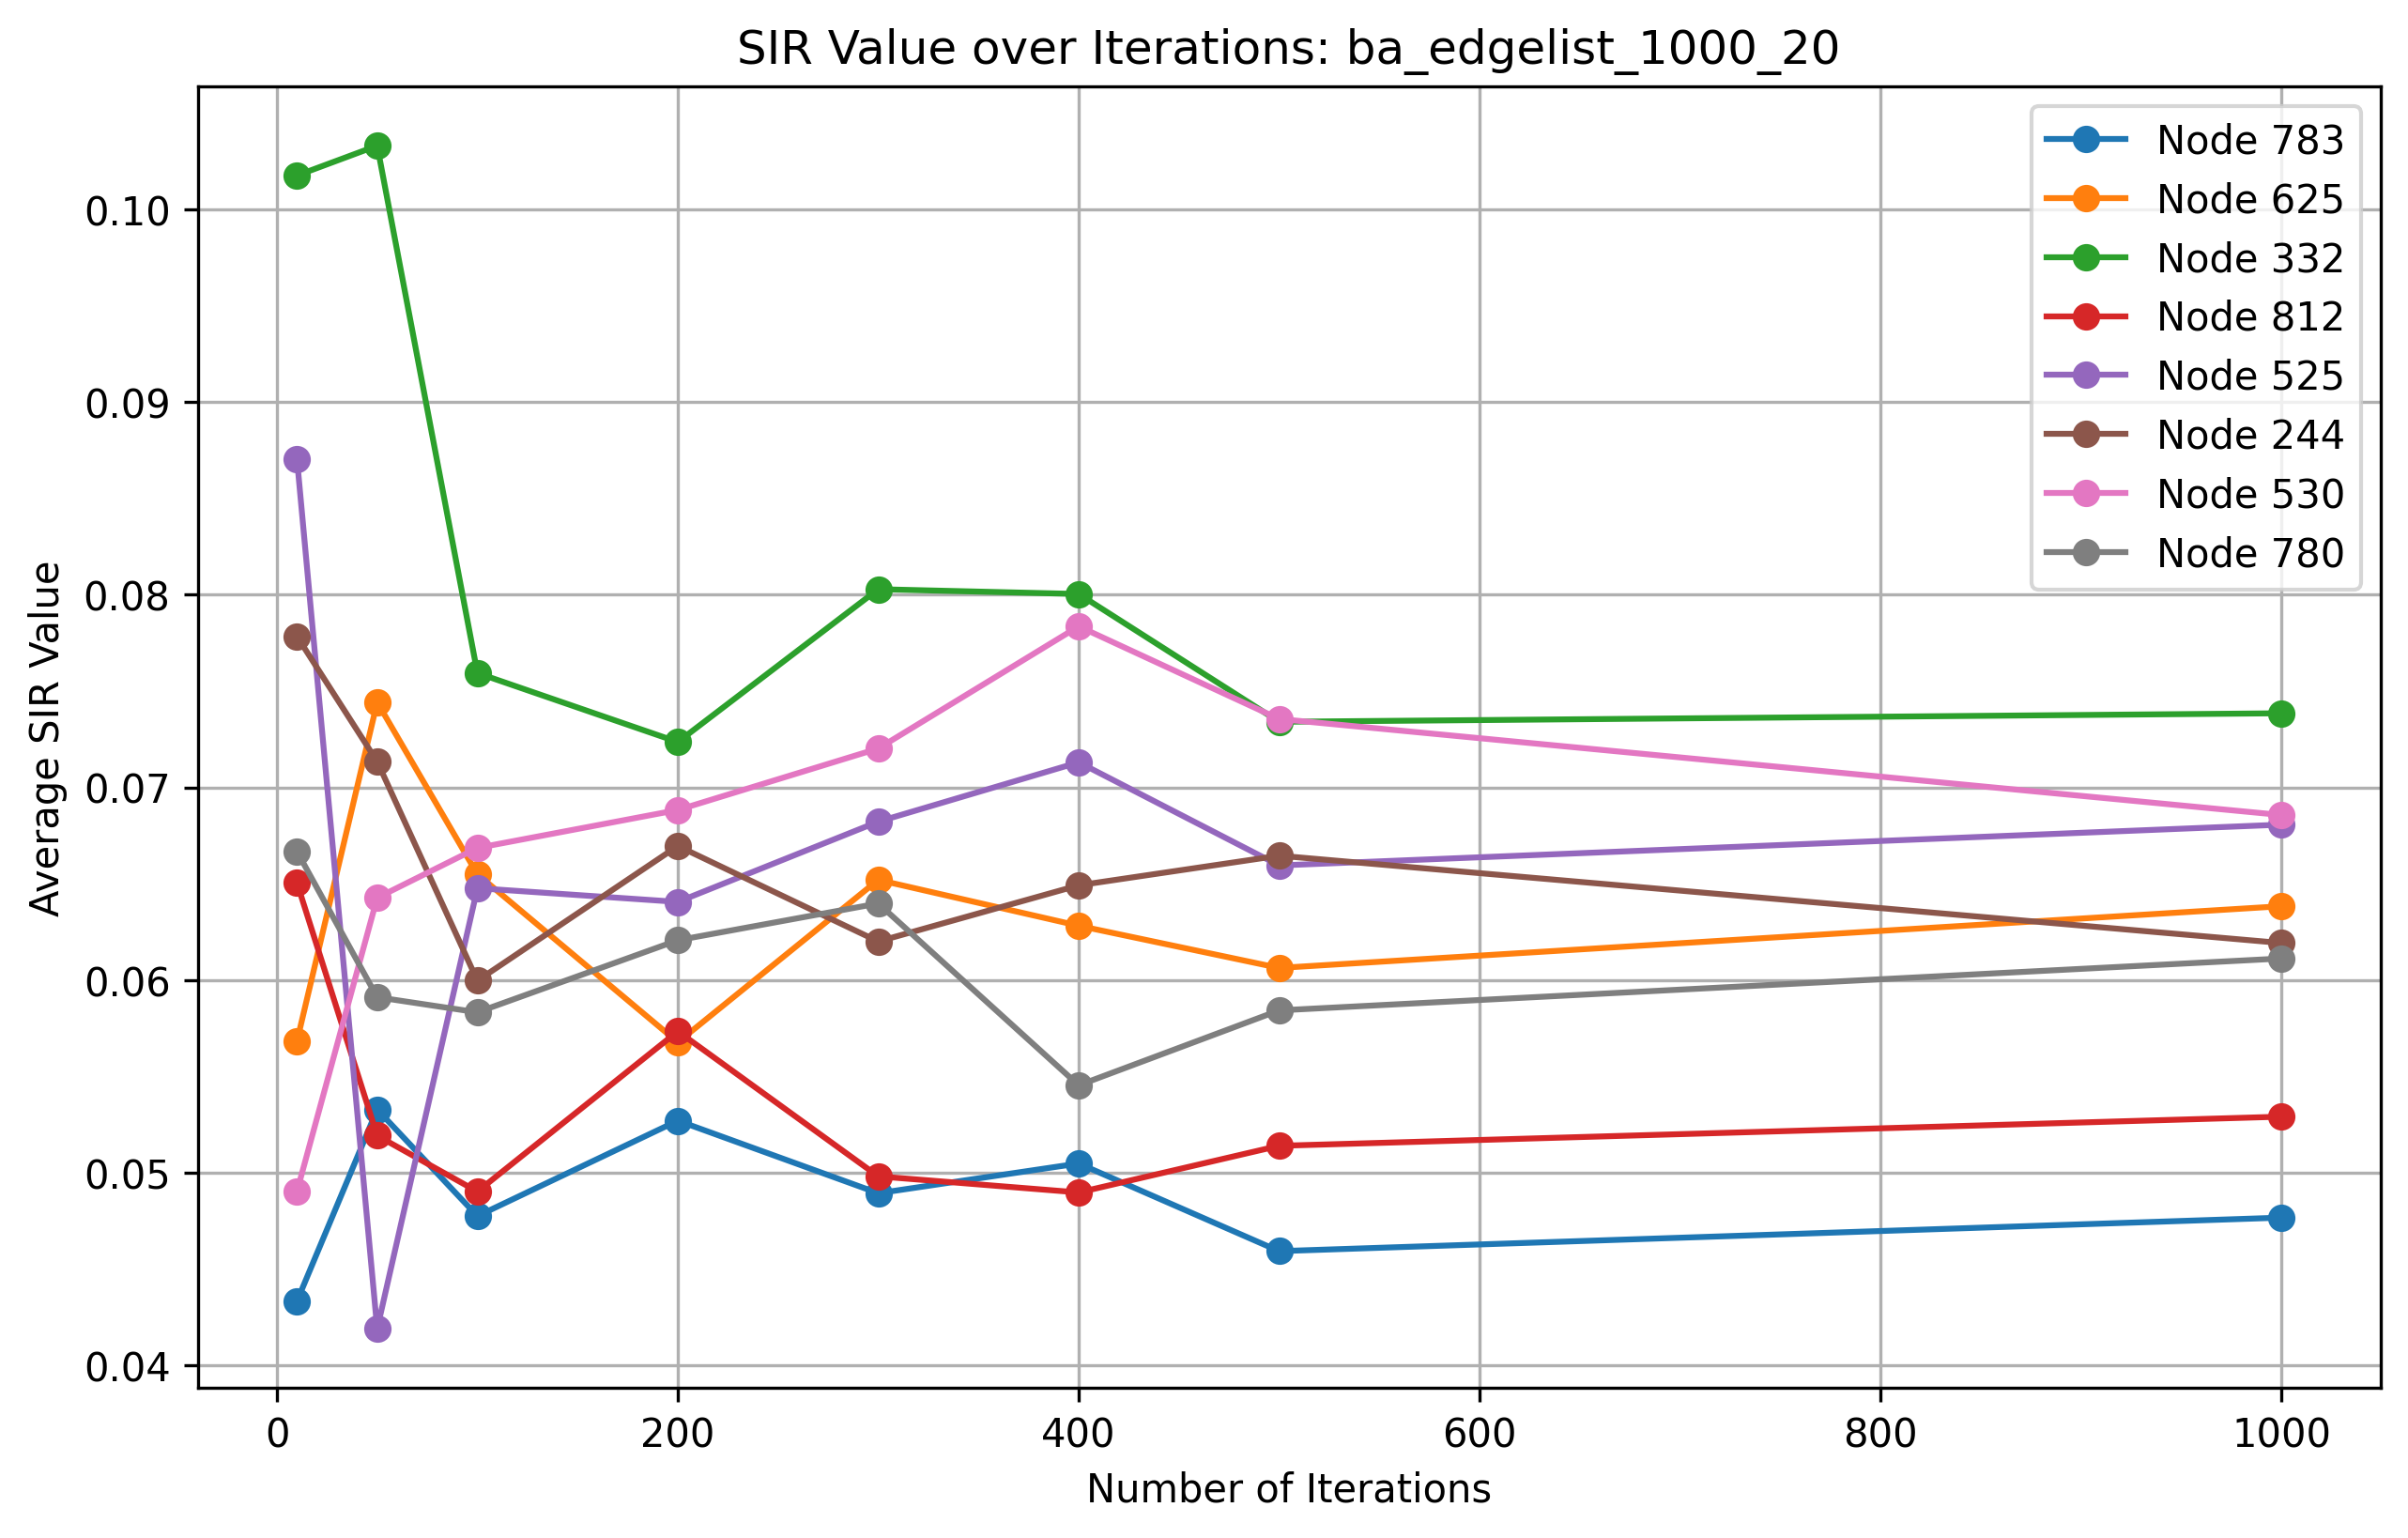 SIR Value over Iterations: ba_edgelist_1000_20
Average SIR Value
0.10
0.09
0.08
0.07
0.06
0.05
0.04
0 200 400 600 800 1000
Number of Iterations
Node 783
Node 625
Node 332
Node 812
Node 525
Node 244
Node 530
Node 780